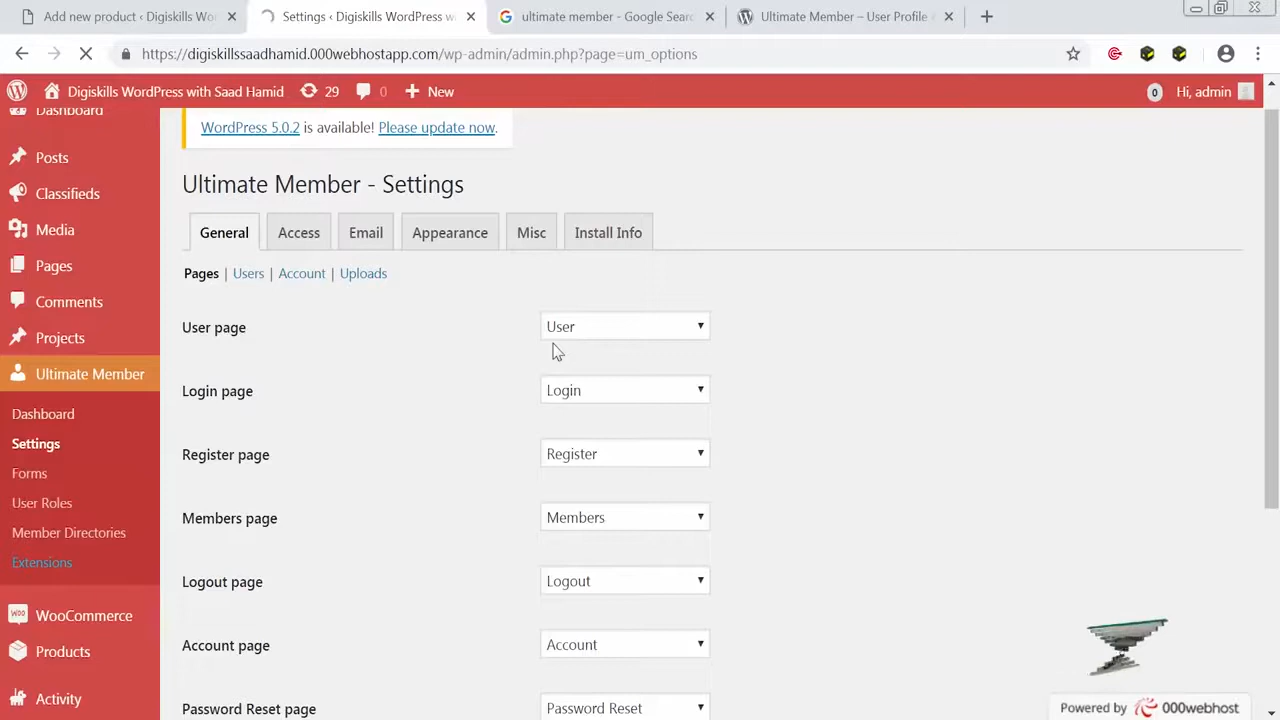 Add new product ‹ Digiskills Wo
Settings ‹ Digiskills WordPress w
ultimate member - Google Sear
Ultimate Member – User Profile
https://digiskillssaadhamid.000webhostapp.com/wp-admin/admin.php?page=um_options
Digiskills WordPress with Saad Hamid
29
0
New
0
Hi, admin
Dashboard
Posts
Classifieds
Media
Pages
Comments
Projects
Ultimate Member
Dashboard
Settings
Forms
User Roles
Member Directories
Extensions
WooCommerce
Products
Activity
WordPress 5.0.2 is available! Please update now.
Ultimate Member - Settings
General
Access
Email
Appearance
Misc
Install Info
Pages | Users | Account | Uploads
User page User
Login page Login
Register page Register
Members page Members
Logout page Logout
Account page Account
Password Reset page Password Reset
Powered by 000webhost